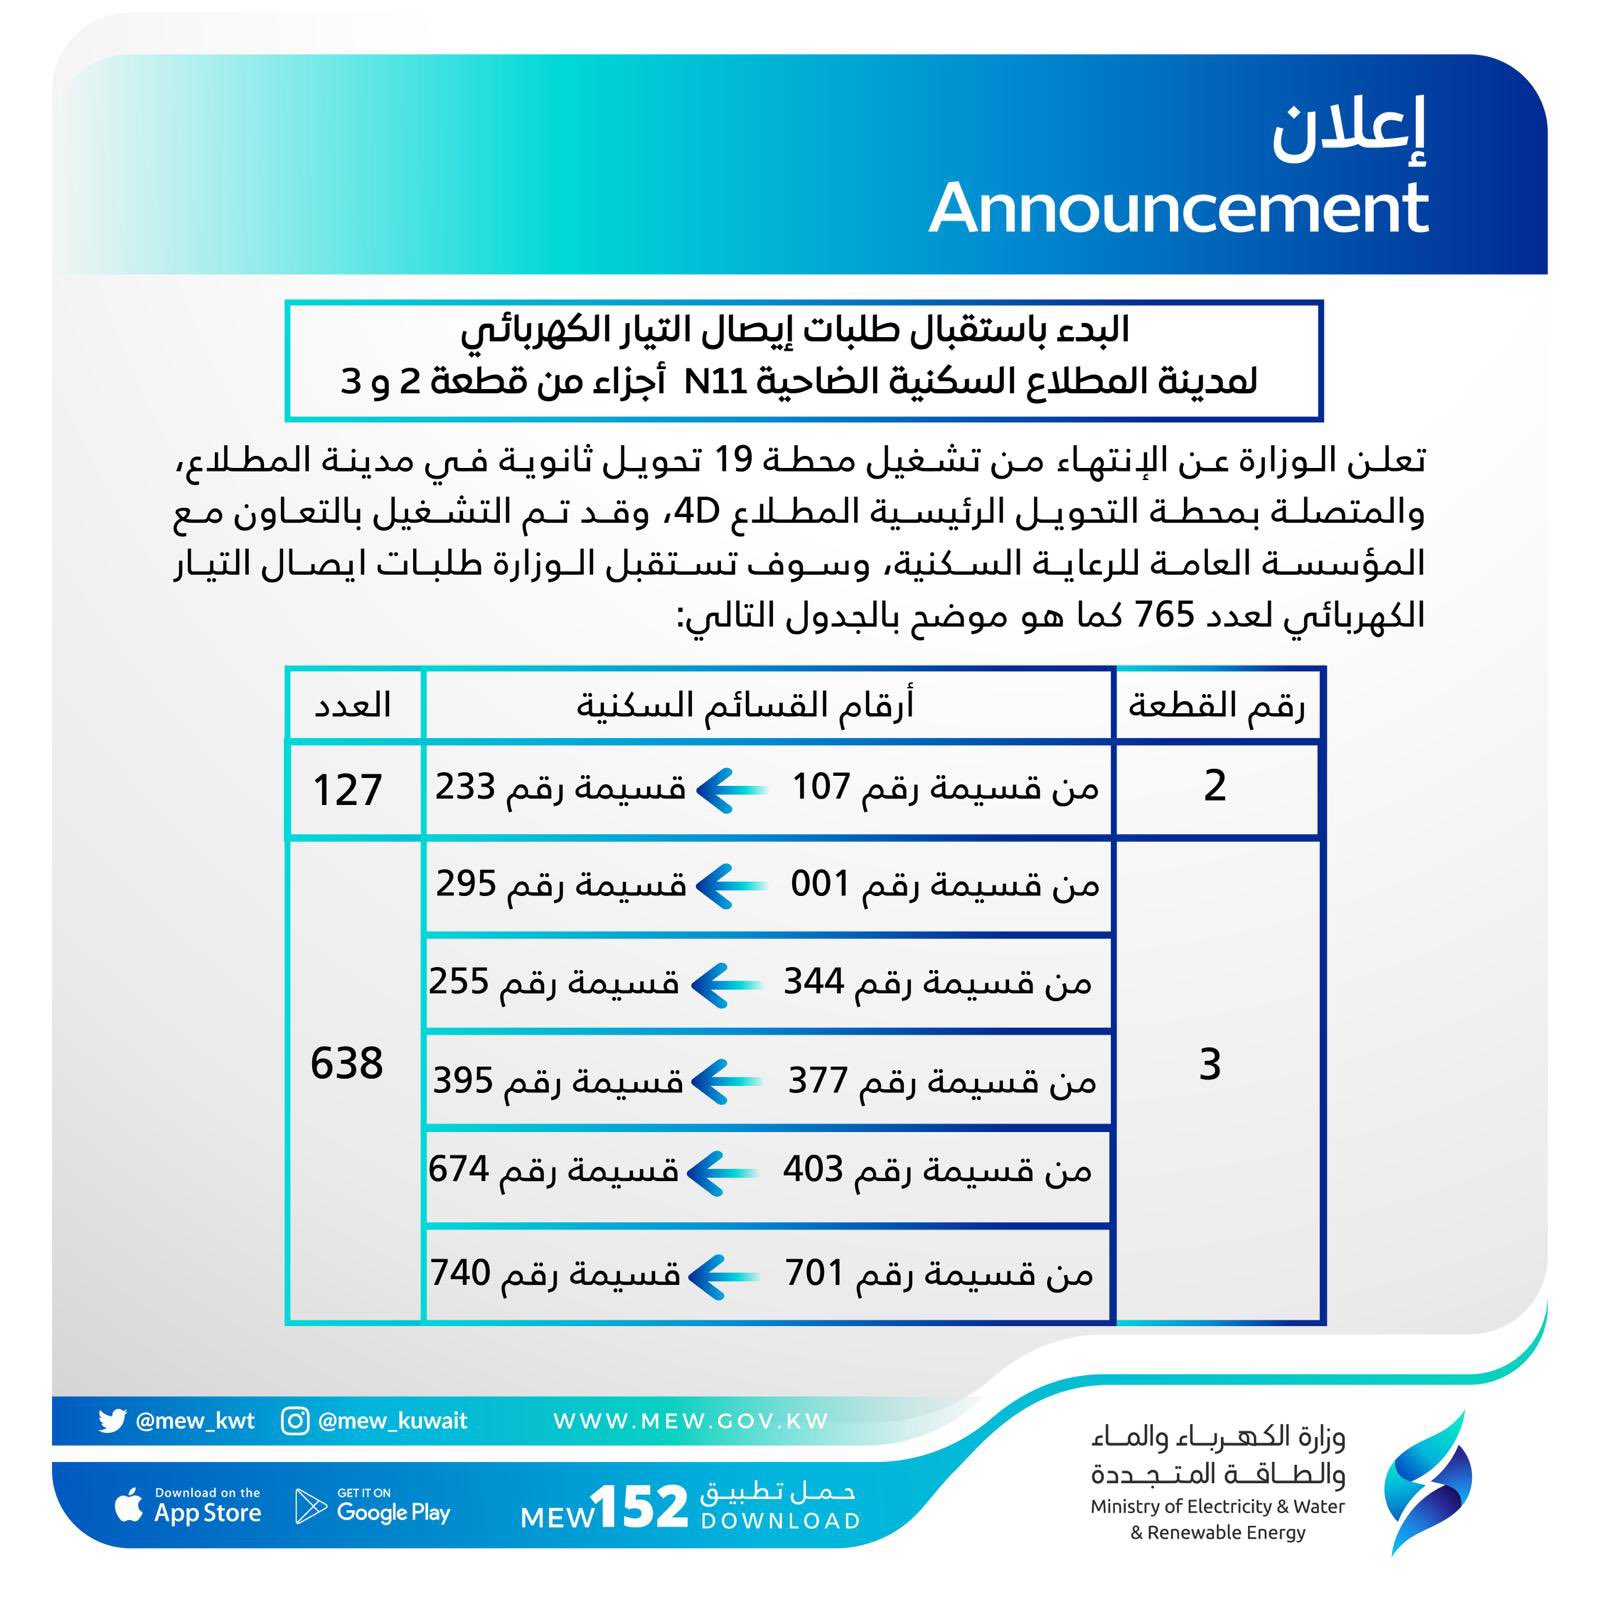 إعلان
Announcement
البدء باستقبال طلبات إيصال التيار الكهربائي
لمدينة المطلاع السكنية الضاحية N11 أجزاء من قطعة 2 و 3
تعلن الوزارة عن الإنتهاء من تشغيل محطة 19 تحويل ثانوية في مدينة المطلاع،
والمتصلة بمحطة التحويل الرئيسية المطلاع 4D، وقد تم التشغيل بالتعاون مع
المؤسسة العامة للرعاية السكنية، وسوف تستقبل الوزارة طلبات ايصال التيار
الكهربائي لعدد 765 كما هو موضح بالجدول التالي:
رقم القطعة أرقام القسائم السكنية العدد
2 من قسيمة رقم 107 ← قسيمة رقم 233 127
من قسيمة رقم 001 ← قسيمة رقم 295
من قسيمة رقم 344 ← قسيمة رقم 255
3 من قسيمة رقم 377 ← قسيمة رقم 395 638
من قسيمة رقم 403 ← قسيمة رقم 674
من قسيمة رقم 701 ← قسيمة رقم 740
@mew_kwt @mew_kuwait WWW.MEW.GOV.KW
Download on the App Store
GET IT ON Google Play
MEW152
حمل تطبيق
DOWNLOAD
وزارة الكهرباء والماء
والطاقة المتجددة
Ministry of Electricity & Water
& Renewable Energy